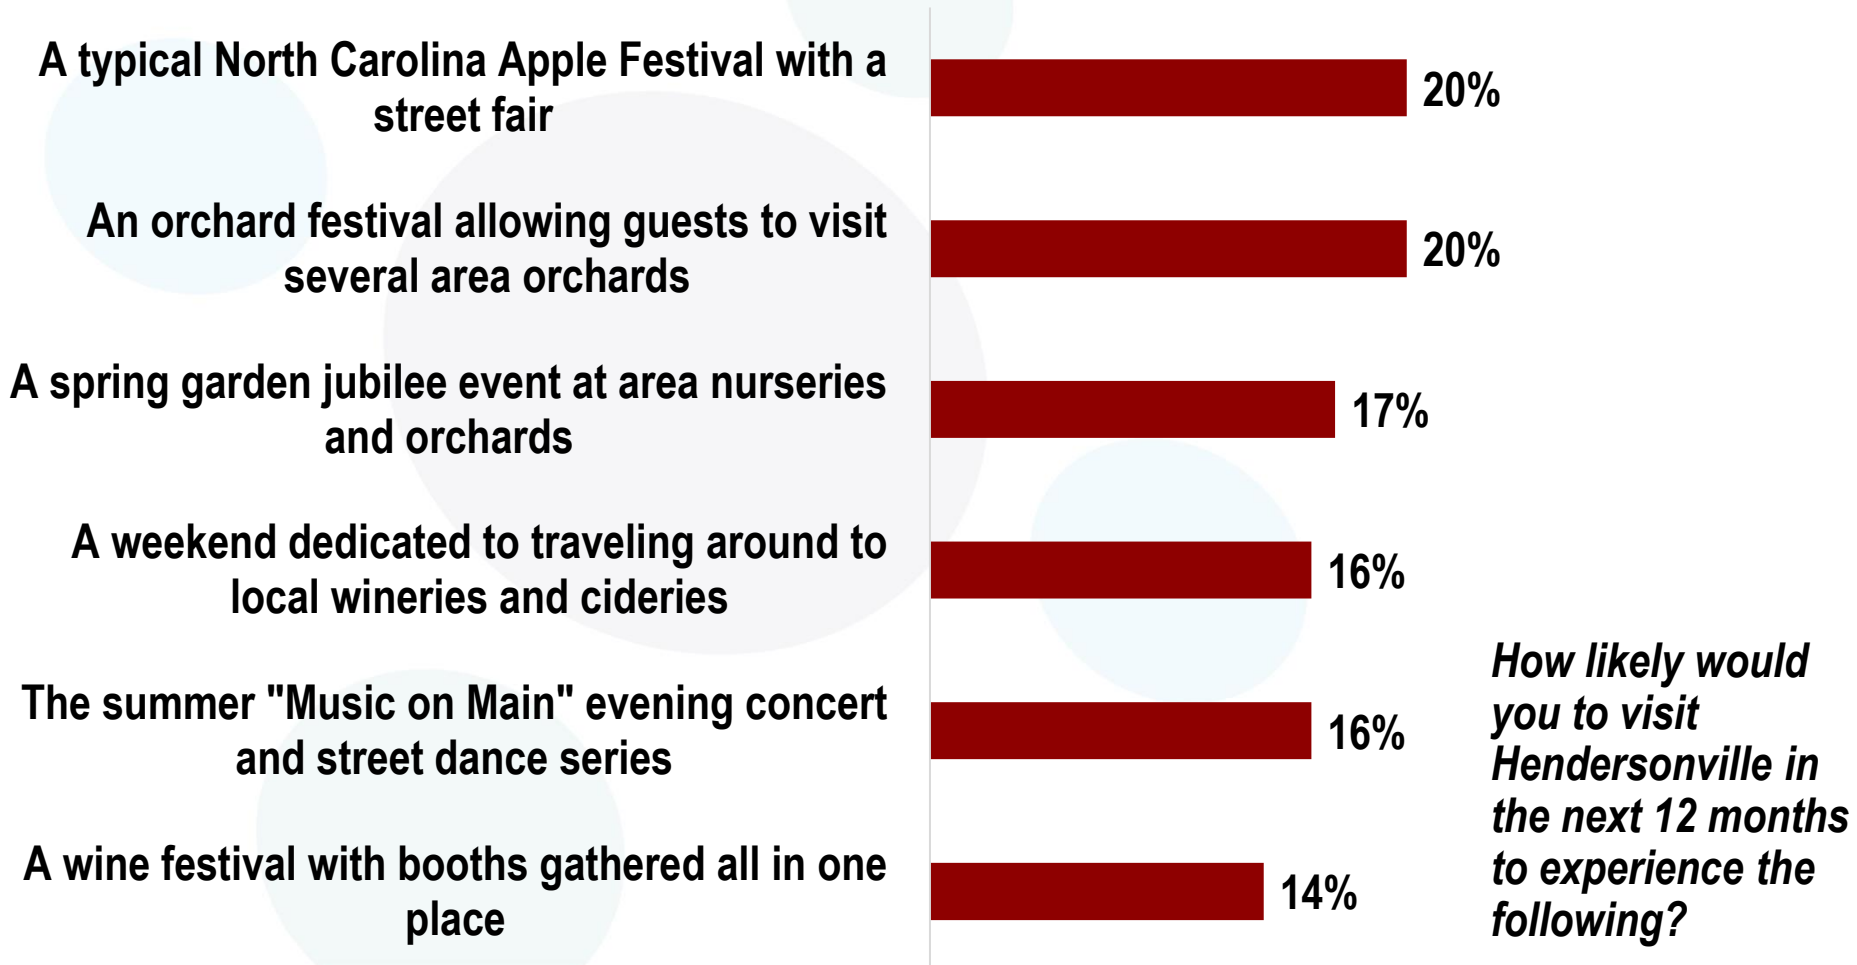 A typical North Carolina Apple Festival with a
street fair
20%
An orchard festival allowing guests to visit
several area orchards
20%
A spring garden jubilee event at area nurseries
and orchards
17%
A weekend dedicated to traveling around to
local wineries and cideries
16%
The summer "Music on Main" evening concert
and street dance series
16%
A wine festival with booths gathered all in one
place
14%
How likely would
you to visit
Hendersonville in
the next 12 months
to experience the
following?